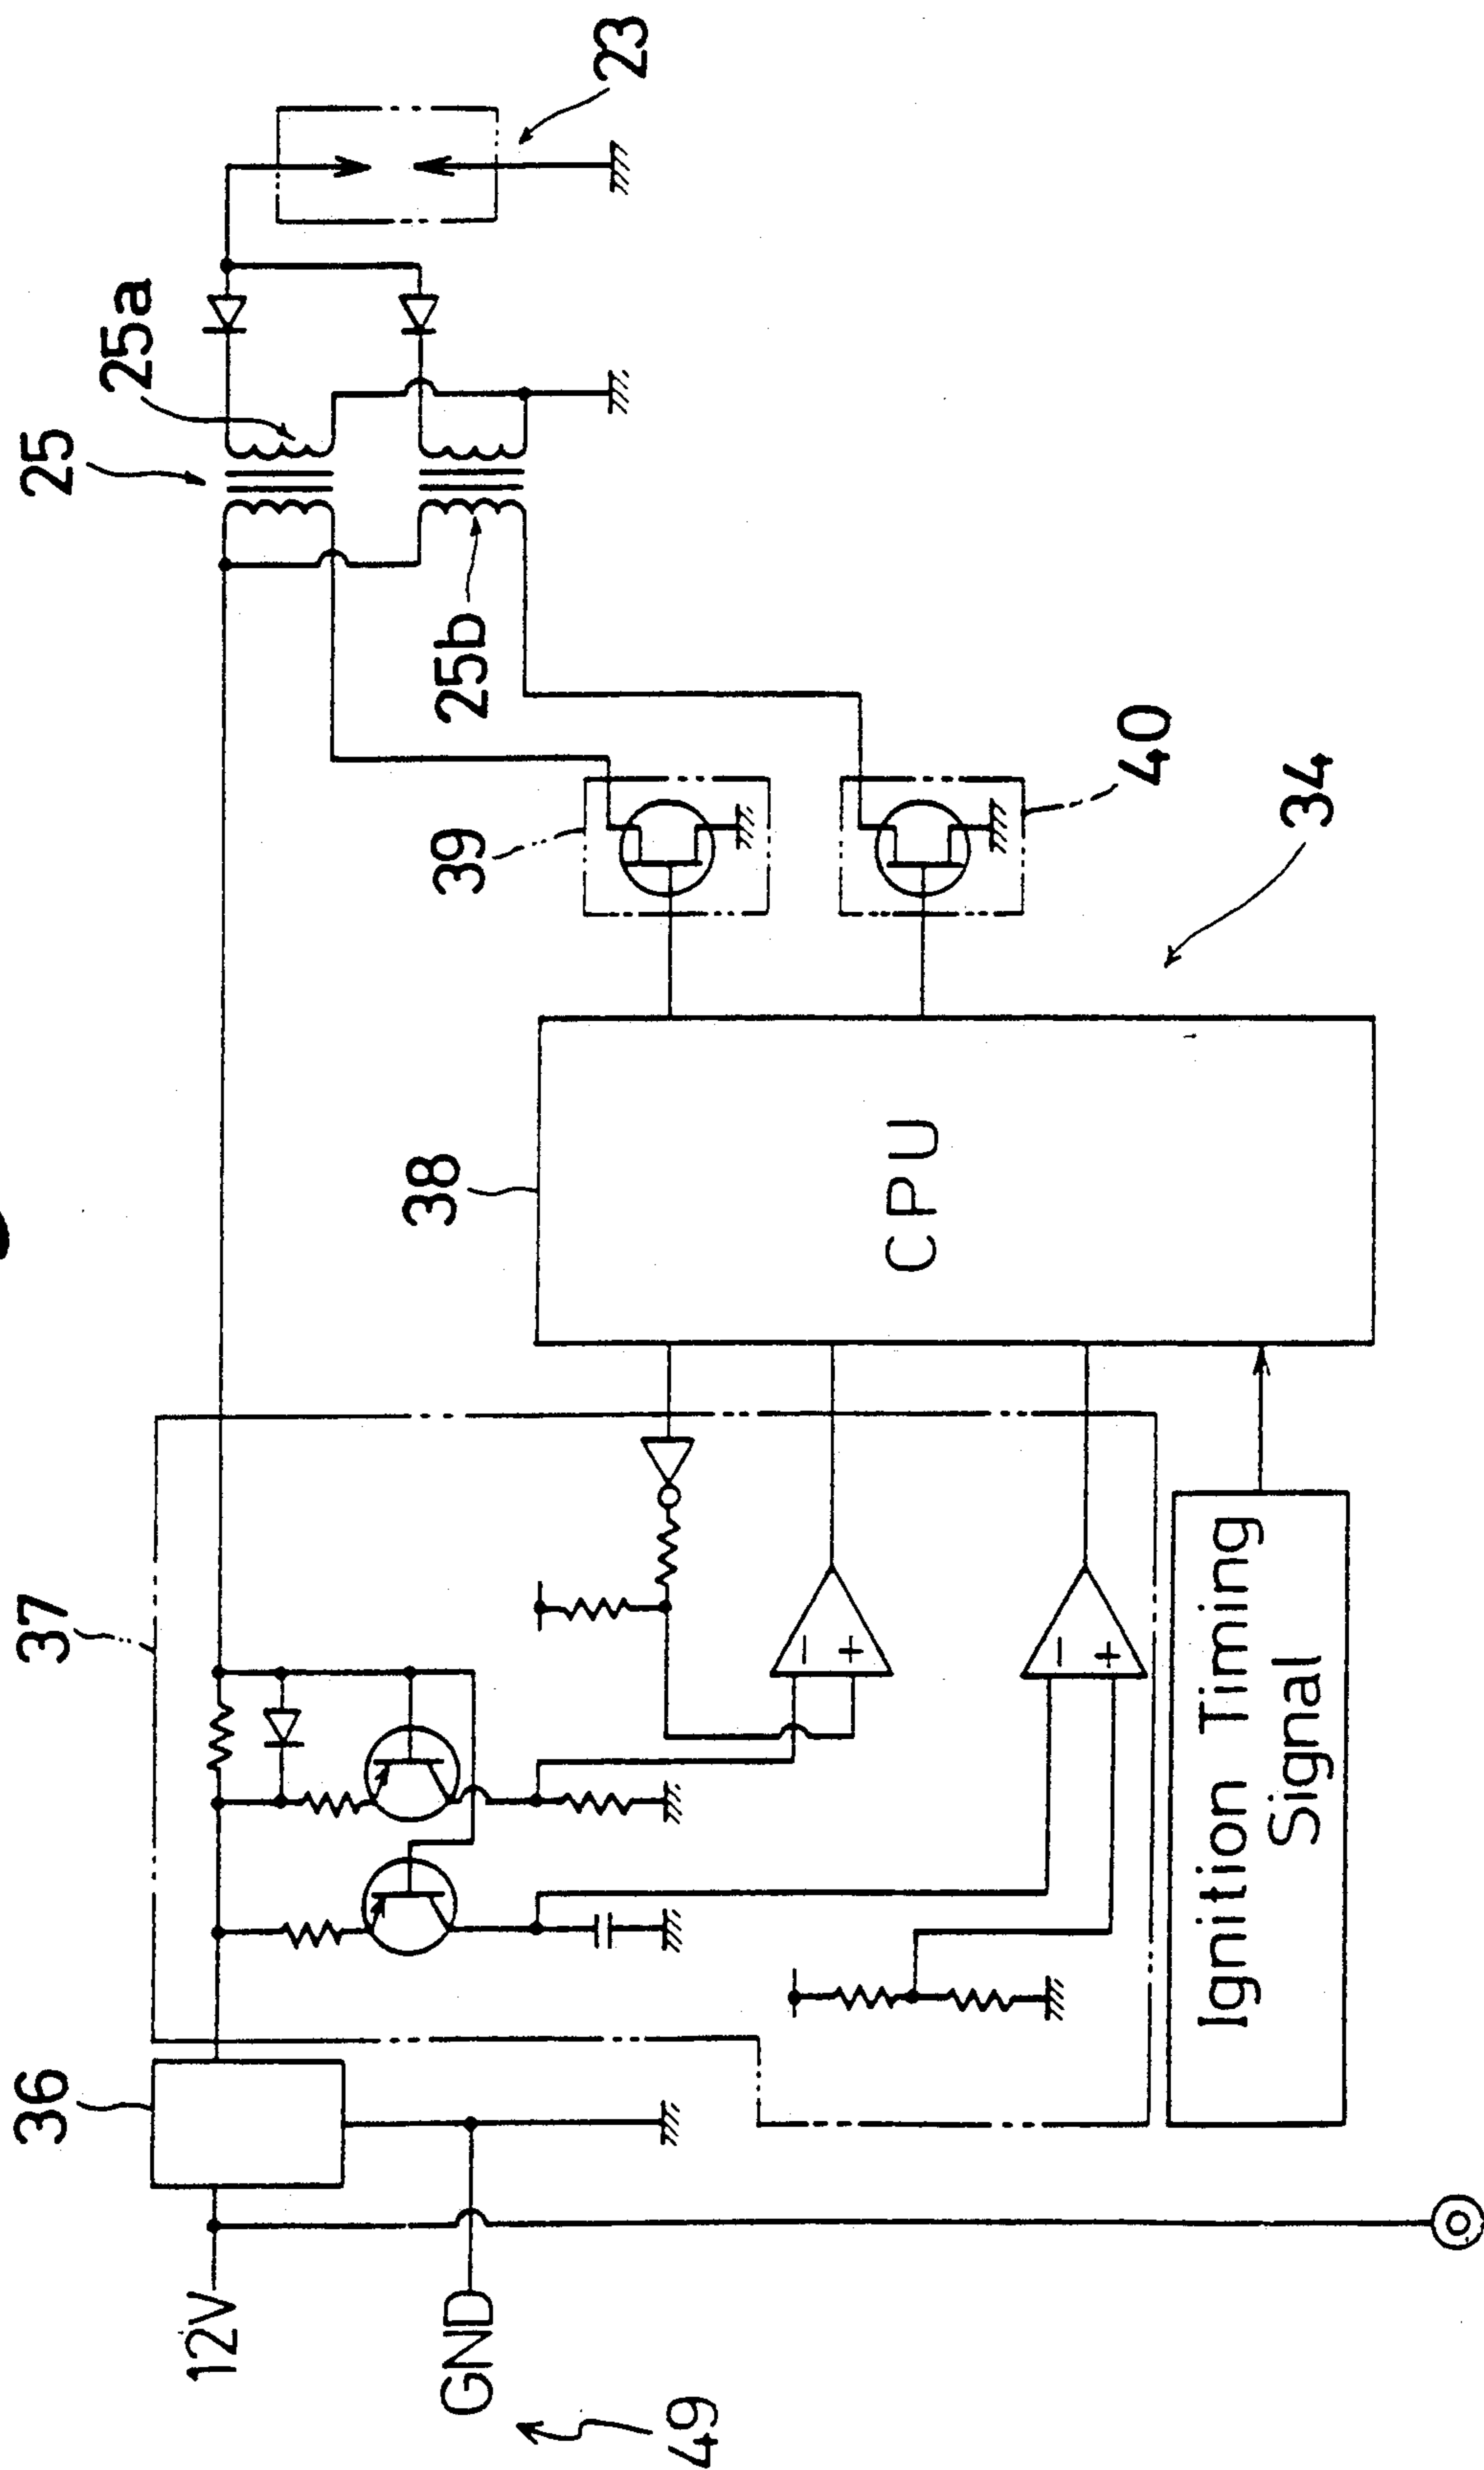 12V
GND
49
36
37
-
+
-
+
Ignition Timing
Signal
38
CPU
34
39
40
25
25a
25b
23